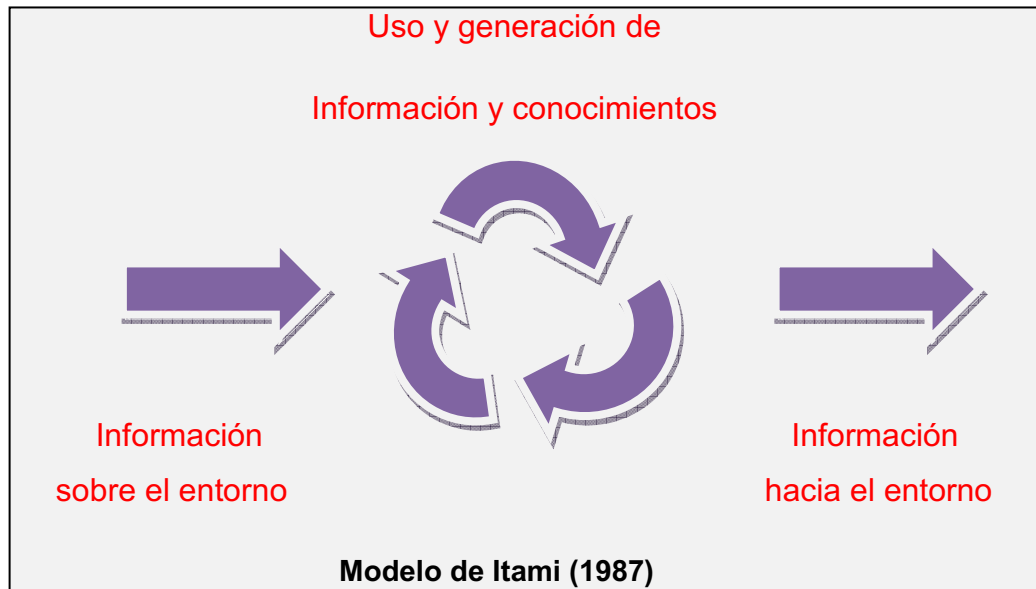 Uso y generación de
Información y conocimientos
Información
sobre el entorno
Información
hacia el entorno
Modelo de Itami (1987)